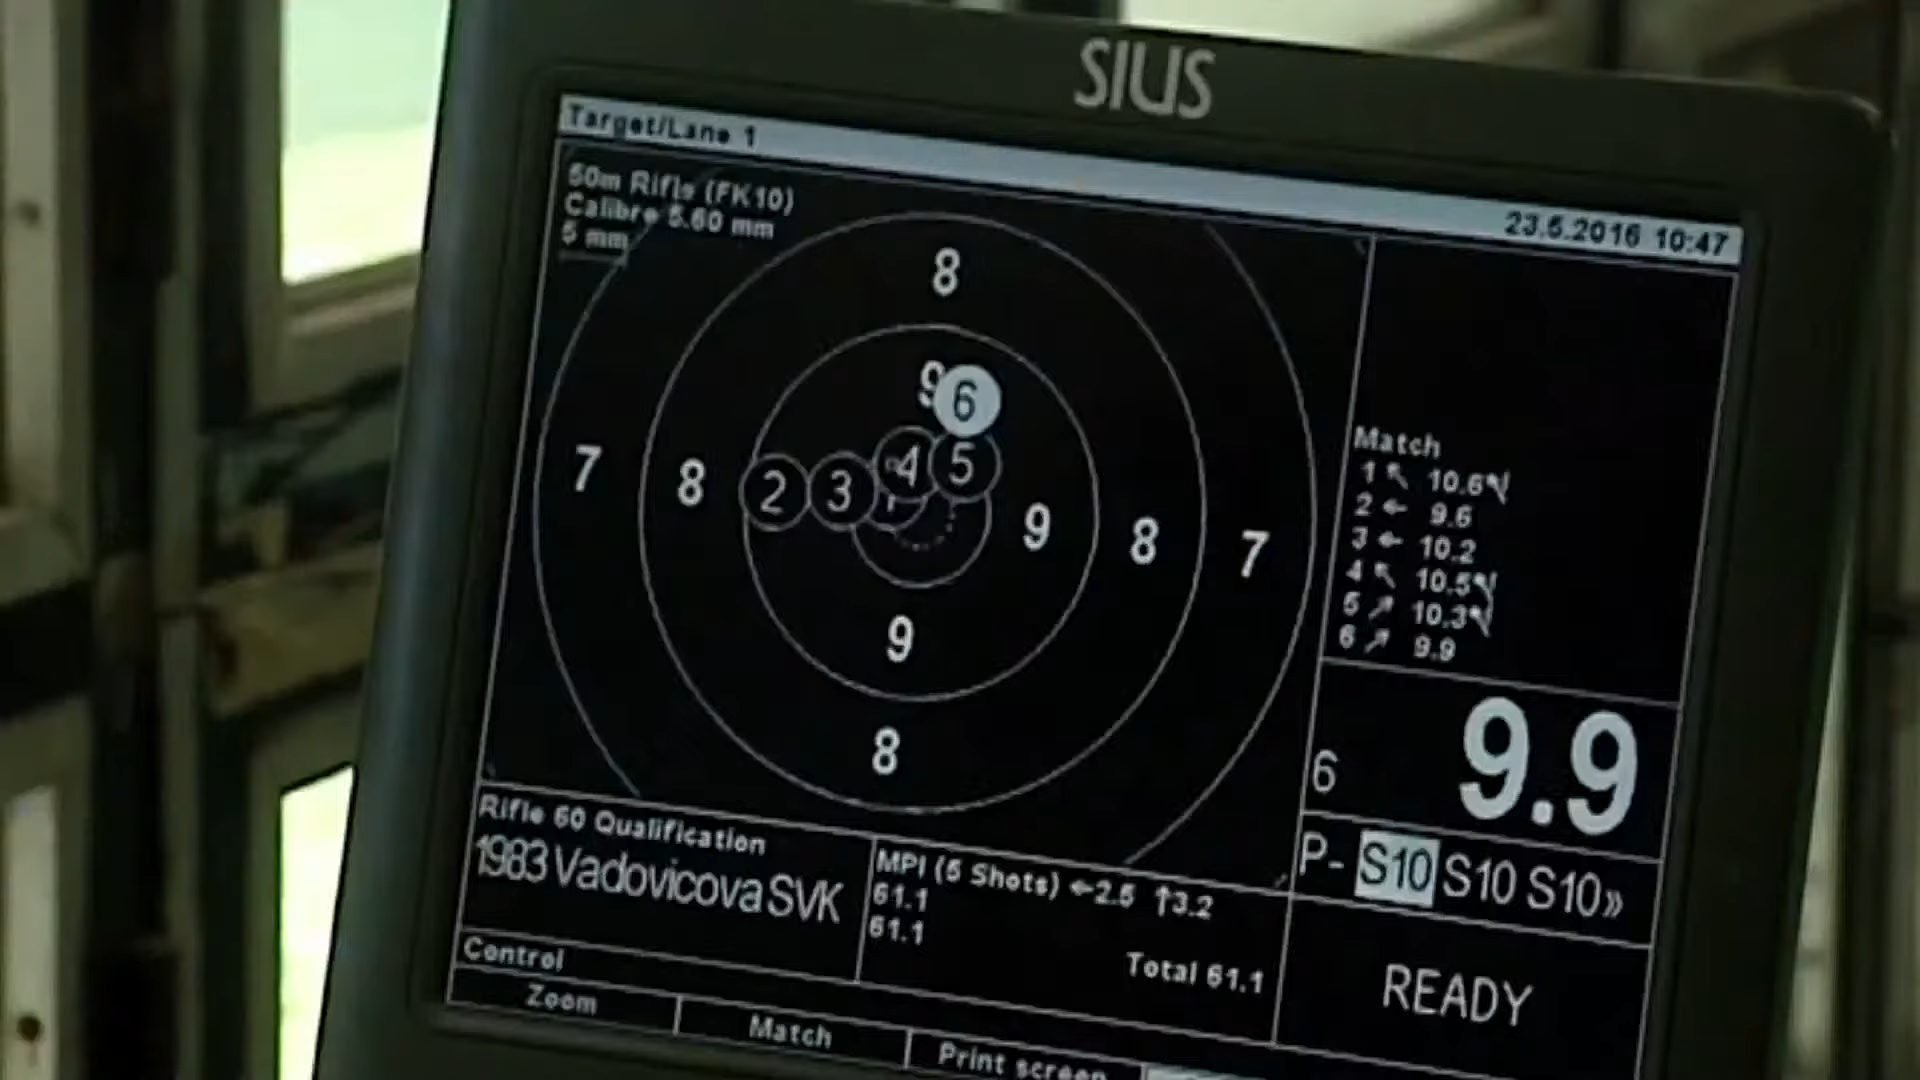 SIUS
Target/Lane 1
23.5.2016 10:47
50m Rifle (FK10)
Calibre 5.60 mm
5 mm
8
9 6
4 5
2 3
7 8 9 8 7
9
8
Match
1 ↖ 10.6*
2 ← 9.6
3 ← 10.2
4 ↖ 10.5*
5 ↗ 10.3*
6 ↗ 9.9
6 9.9
P- S10 S10 S10»
READY
Rifle 60 Qualification
1983 Vadovicova SVK
MPI (5 Shots) ←2.5 ↑3.2
61.1
61.1
Total 61.1
Control
Zoom Match Print screen